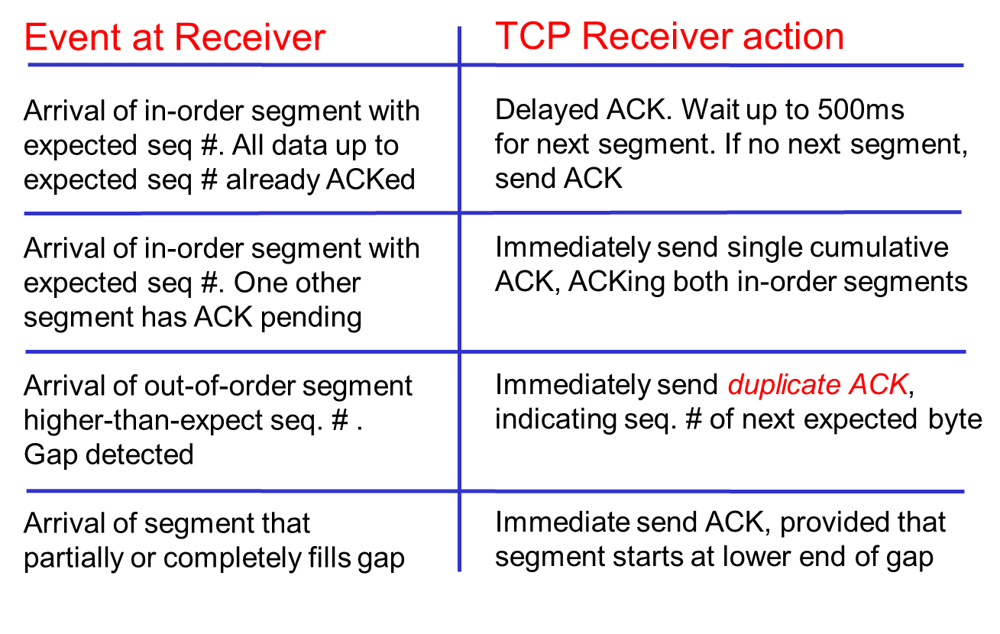 Event at Receiver
TCP Receiver action
Arrival of in-order segment with
expected seq #. All data up to
expected seq # already ACKed
Delayed ACK. Wait up to 500ms
for next segment. If no next segment,
send ACK
Arrival of in-order segment with
expected seq #. One other
segment has ACK pending
Immediately send single cumulative
ACK, ACKing both in-order segments
Arrival of out-of-order segment
higher-than-expect seq. # .
Gap detected
Immediately send duplicate ACK,
indicating seq. # of next expected byte
Arrival of segment that
partially or completely fills gap
Immediate send ACK, provided that
segment starts at lower end of gap